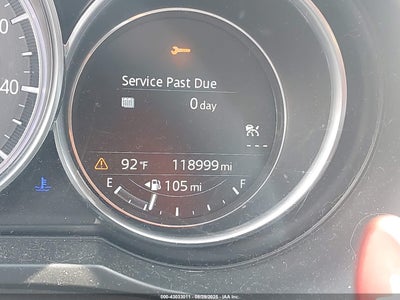 Service Past Due
0 day
40
92°F 118999 mi
E 105 mi F
000-43033011 - 08/29/2025 - IAA Inc.